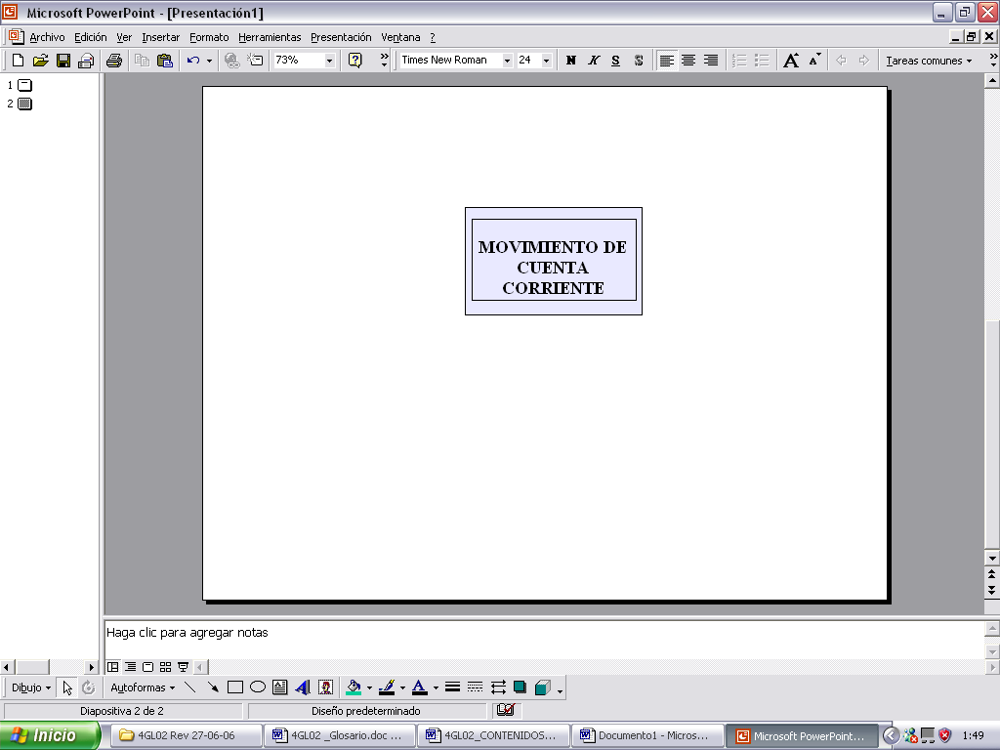 Microsoft PowerPoint - [Presentación1]
Archivo Edición Ver Insertar Formato Herramientas Presentación Ventana ?
73% Times New Roman 24 N K S S A A Tareas comunes
1
2
MOVIMIENTO DE
CUENTA
CORRIENTE
Haga clic para agregar notas
Dibujo Autoformas
Diapositiva 2 de 2 Diseño predeterminado
Inicio 4GL02 Rev 27-06-06 4GL02 _Glosario.doc ... 4GL02_CONTENIDOS... Documento1 - Micros... Microsoft PowerPoint... 1:49